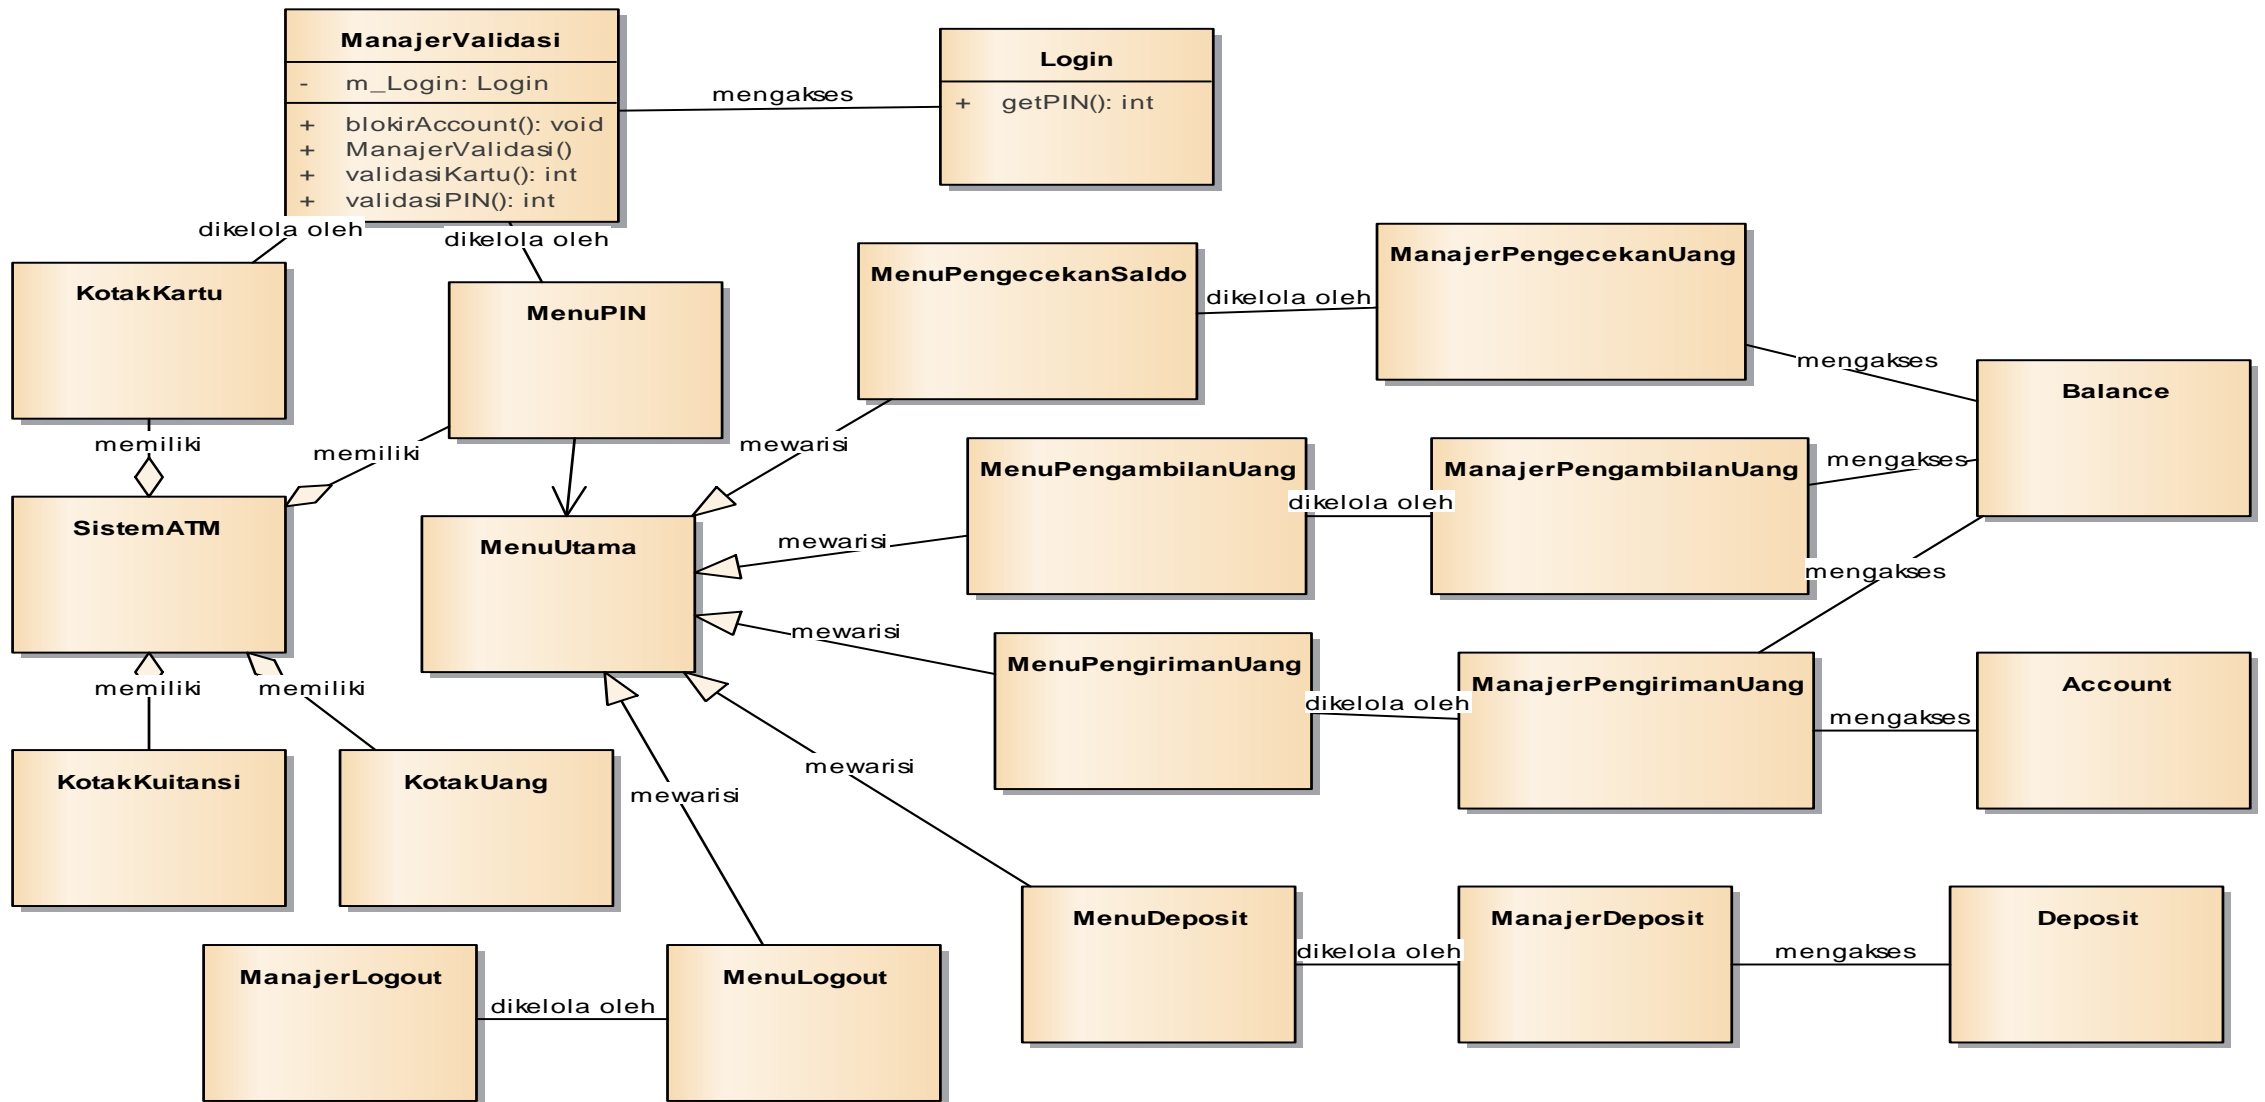 ManajerValidasi
- m_Login: Login
+ blokirAccount(): void
+ ManajerValidasi()
+ validasiKartu(): int
+ validasiPIN(): int
mengakses
Login
+ getPIN(): int
dikelola oleh
dikelola oleh
KotakKartu
MenuPIN
MenuPengecekanSaldo
dikelola oleh
ManajerPengecekanUang
mengakses
Balance
memiliki
memiliki
mewarisi
MenuPengambilanUang
dikelola oleh
ManajerPengambilanUang
mengakses
SistemATM
MenuUtama
mewarisi
mengakses
mewarisi
MenuPengirimanUang
dikelola oleh
ManajerPengirimanUang
mengakses
Account
memiliki
memiliki
KotakKuitansi
KotakUang
mewarisi
mewarisi
MenuDeposit
dikelola oleh
ManajerDeposit
mengakses
Deposit
ManajerLogout
dikelola oleh
MenuLogout